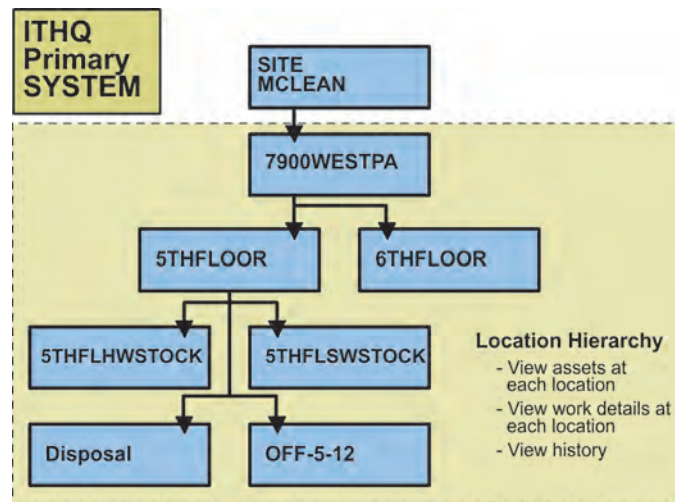 ITHQ
Primary
SYSTEM
SITE
MCLEAN
7900WESTPA
5THFLOOR
6THFLOOR
5THFLHWSTOCK
5THFLSWSTOCK
Location Hierarchy
- View assets at
each location
- View work details at
each location
- View history
Disposal
OFF-5-12